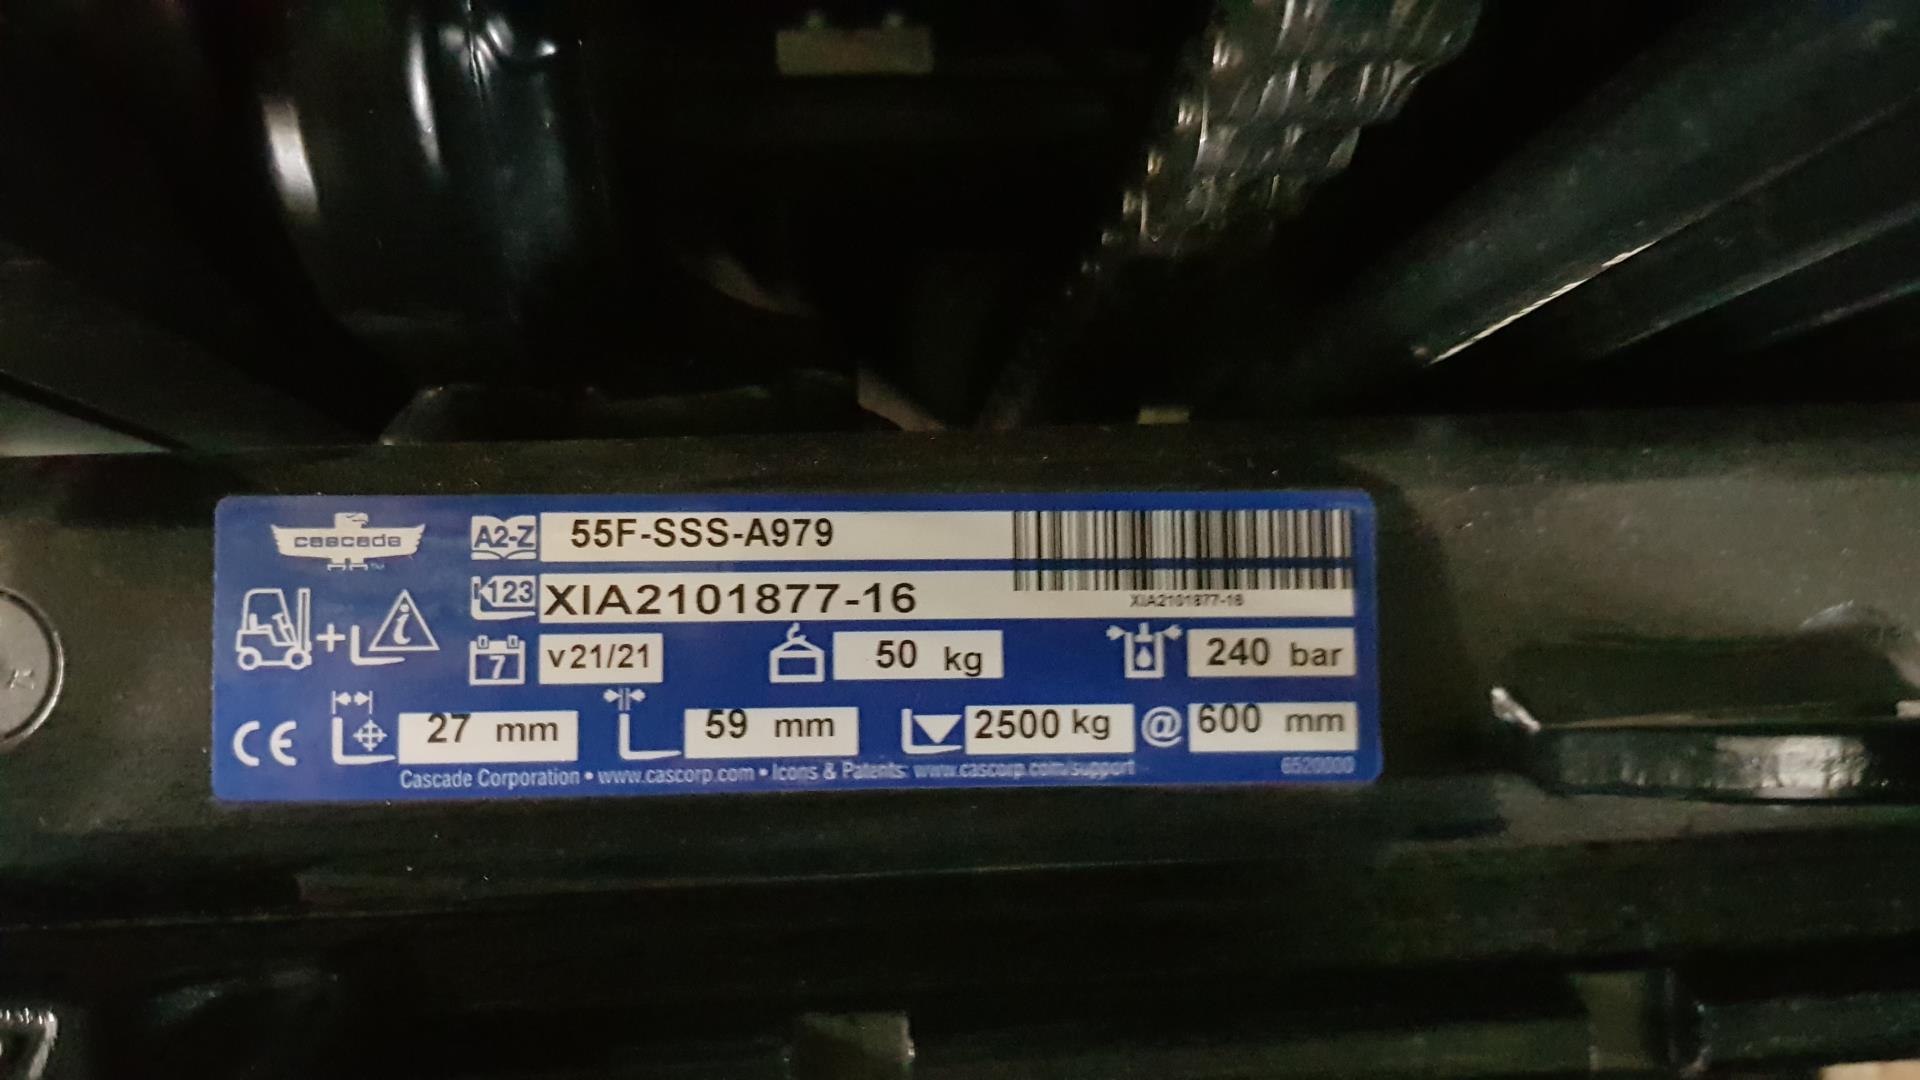 cascade™
A2-Z 55F-SSS-A979
123 XIA2101877-16
XIA2101877-16
7 v21/21 50 kg 240 bar
CE 27 mm 59 mm 2500 kg @ 600 mm
Cascade Corporation • www.cascorp.com • Icons & Patents: www.cascorp.com/support 6520000